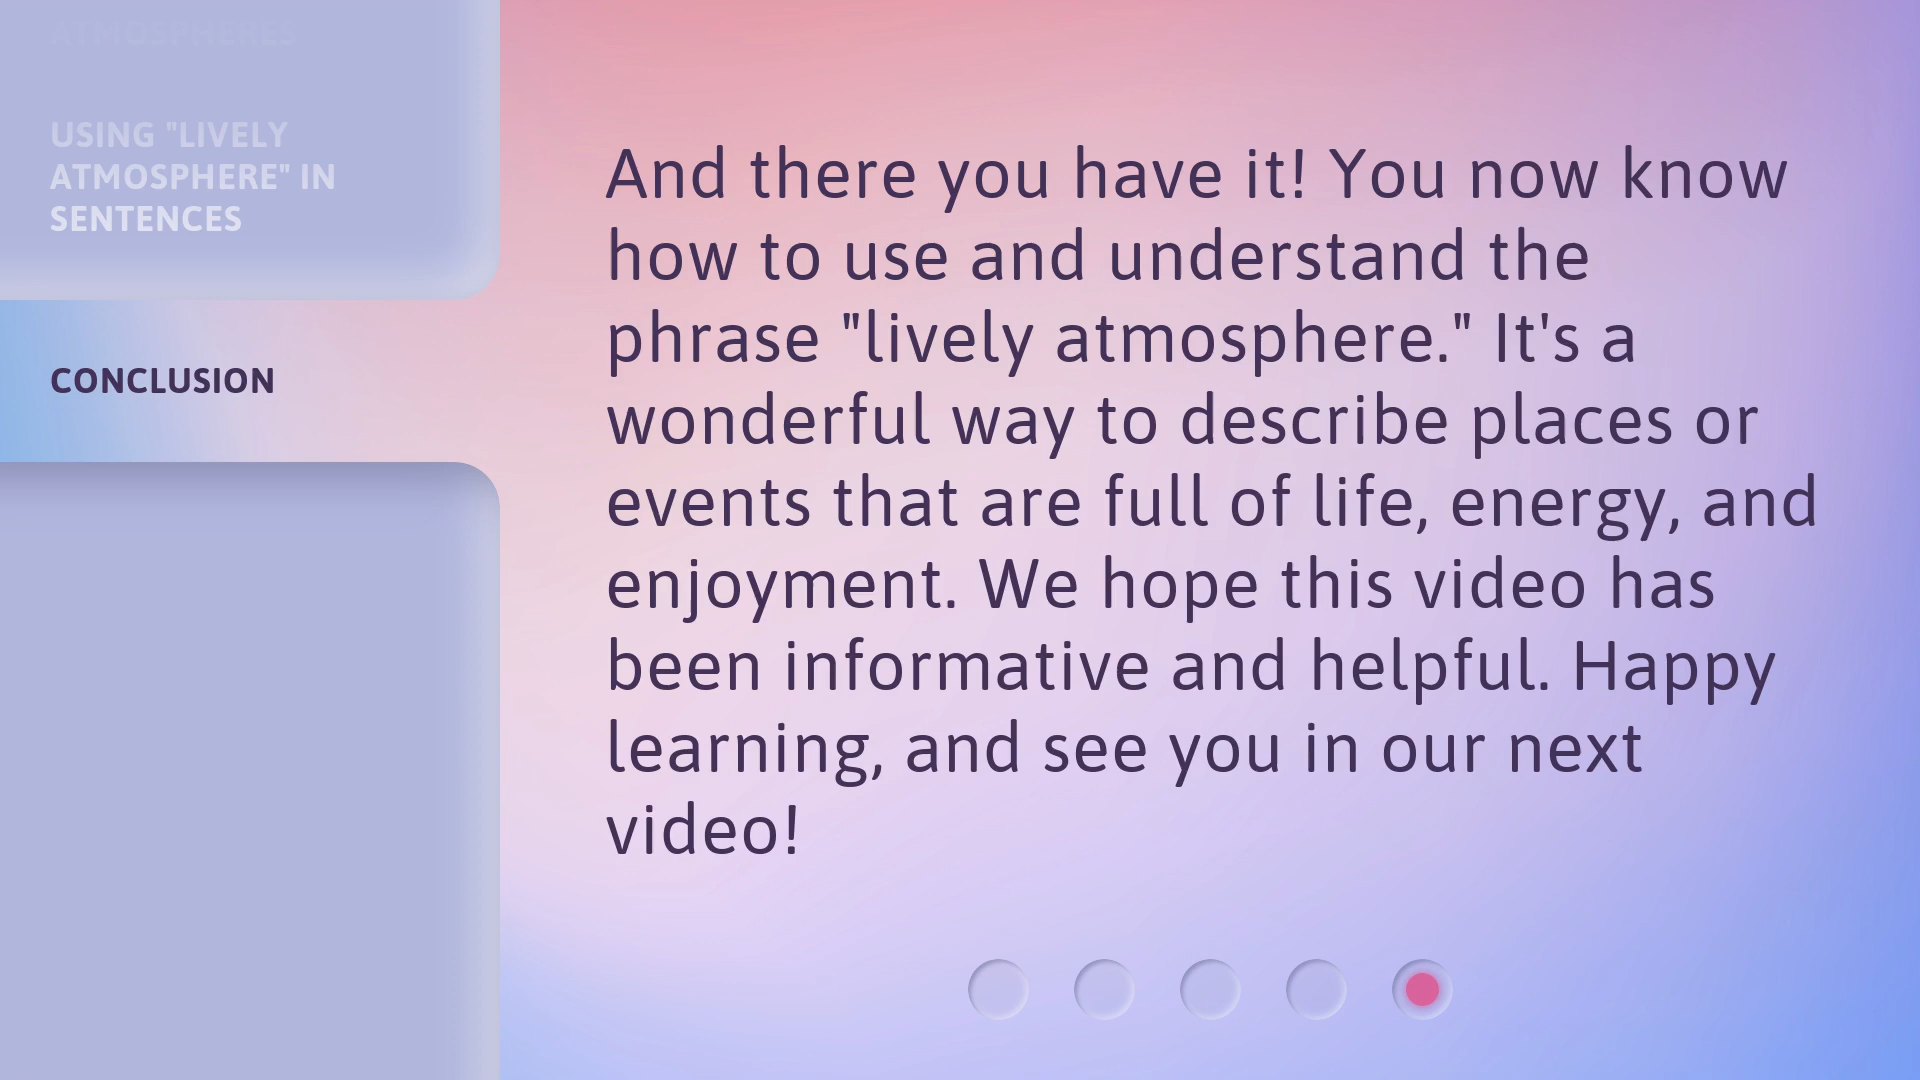 ATMOSPHERES
USING "LIVELY
ATMOSPHERE" IN
SENTENCES
CONCLUSION
And there you have it! You now know
how to use and understand the
phrase "lively atmosphere." It's a
wonderful way to describe places or
events that are full of life, energy, and
enjoyment. We hope this video has
been informative and helpful. Happy
learning, and see you in our next
video!